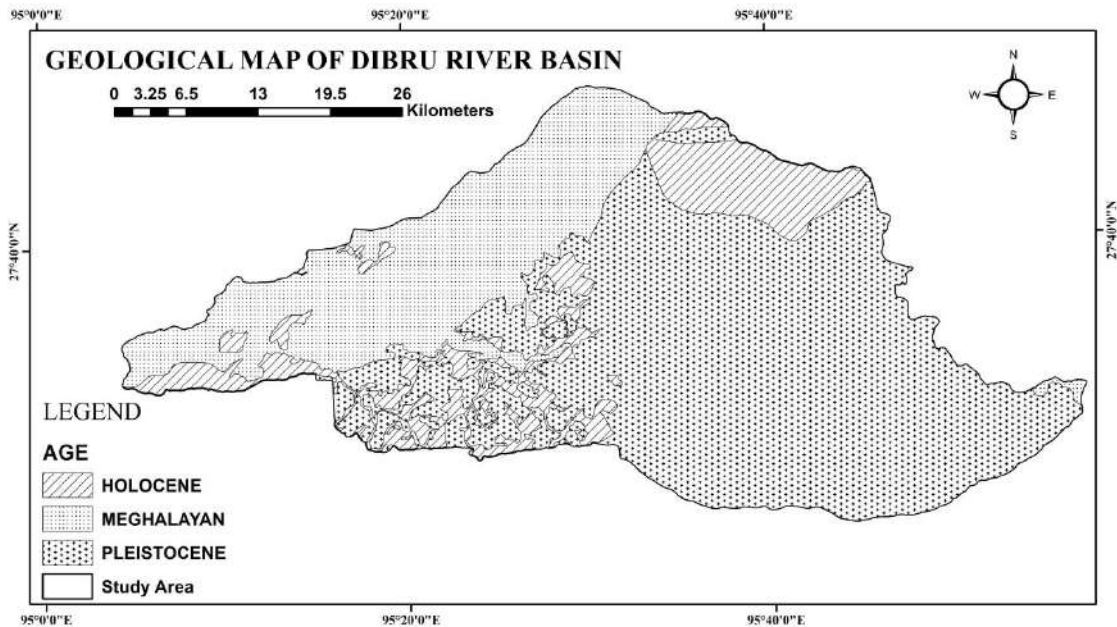 95°0'0"E 95°20'0"E 95°40'0"E
GEOLOGICAL MAP OF DIBRU RIVER BASIN
0 3.25 6.5 13 19.5 26
Kilometers
N
W E
S
27°40'0"N
27°40'0"N
LEGEND
AGE
HOLOCENE
MEGHALAYAN
PLEISTOCENE
Study Area
95°0'0"E 95°20'0"E 95°40'0"E